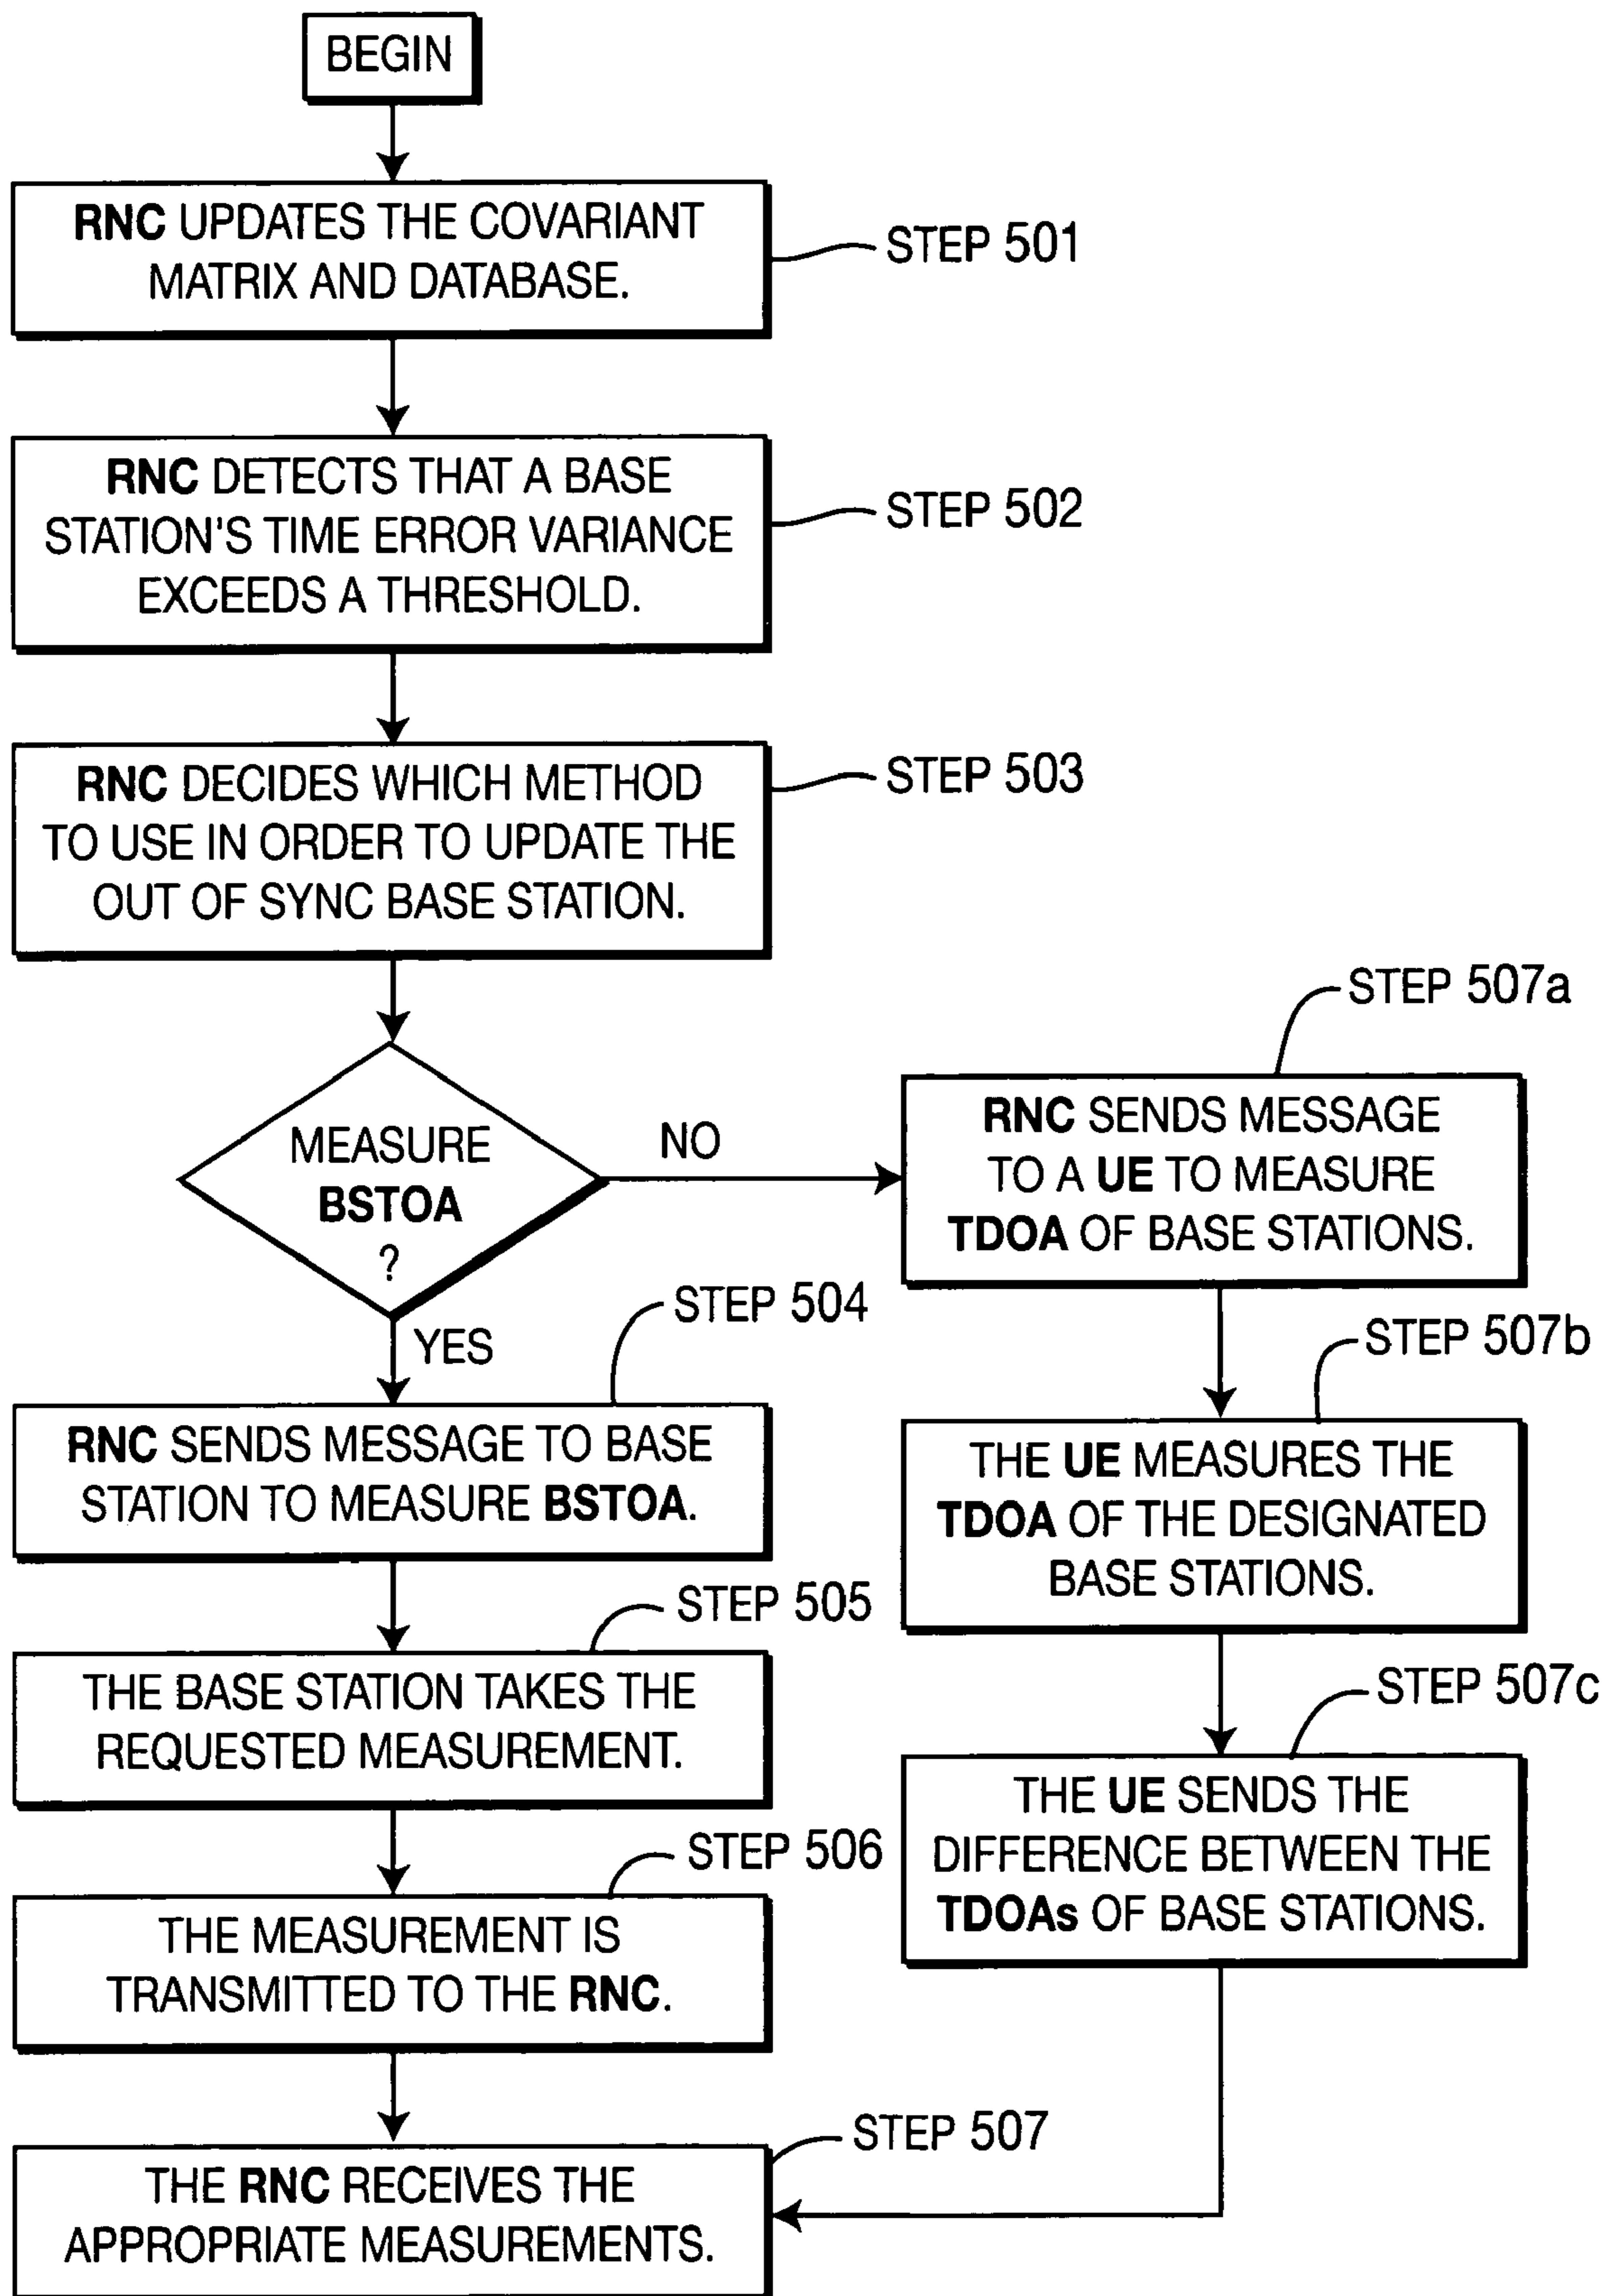 BEGIN
RNC UPDATES THE COVARIANT
MATRIX AND DATABASE.
STEP 501
RNC DETECTS THAT A BASE
STATION'S TIME ERROR VARIANCE
EXCEEDS A THRESHOLD.
STEP 502
RNC DECIDES WHICH METHOD
TO USE IN ORDER TO UPDATE THE
OUT OF SYNC BASE STATION.
STEP 503
MEASURE
BSTOA
?
NO
YES
STEP 504
RNC SENDS MESSAGE TO BASE
STATION TO MEASURE BSTOA.
STEP 505
THE BASE STATION TAKES THE
REQUESTED MEASUREMENT.
STEP 506
THE MEASUREMENT IS
TRANSMITTED TO THE RNC.
STEP 507a
RNC SENDS MESSAGE
TO A UE TO MEASURE
TDOA OF BASE STATIONS.
STEP 507b
THE UE MEASURES THE
TDOA OF THE DESIGNATED
BASE STATIONS.
STEP 507c
THE UE SENDS THE
DIFFERENCE BETWEEN THE
TDOAs OF BASE STATIONS.
STEP 507
THE RNC RECEIVES THE
APPROPRIATE MEASUREMENTS.